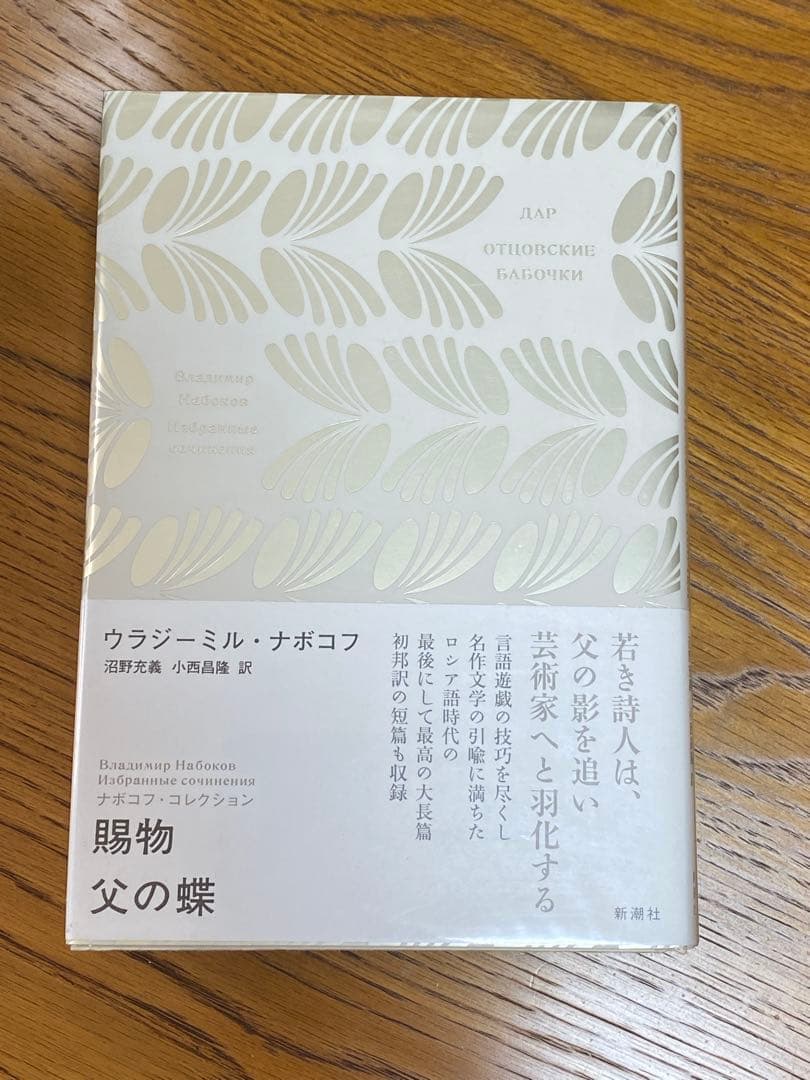 ДАР
ОТЦОВСКИЕ
БАБОЧКИ
Владимир
Набоков
Избранные
сочинения
ウラジーミル・ナボコフ
沼野充義 小西昌隆 訳
若き詩人は、
父の影を追い
芸術家へと羽化する
言語遊戯の技巧を尽くし
名作文学の引喩に満ちた
ロシア語時代の
最後にして最高の大長篇
初邦訳の短篇も収録
Владимир Набоков
Избранные сочинения
ナボコフ・コレクション
賜物
父の蝶
新潮社